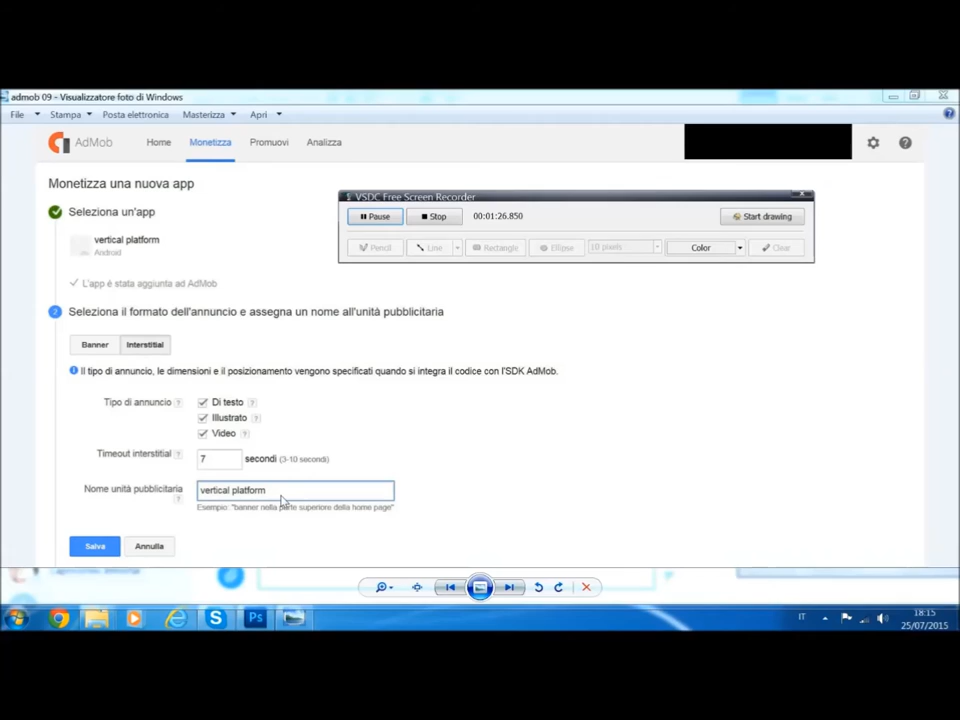 admob 09 - Visualizzatore foto di Windows
File Stampa Posta elettronica Masterizza Apri
AdMob Home Monetizza Promuovi Analizza
Monetizza una nuova app
VSDC Free Screen Recorder
Seleziona un'app
Pause Stop 00:01:26.850 Start drawing
vertical platform
Android
Pencil Line Rectangle Ellipse 10 pixels Color Clear
L'app è stata aggiunta ad AdMob
2 Seleziona il formato dell'annuncio e assegna un nome all'unità pubblicitaria
Banner Interstitial
Il tipo di annuncio, le dimensioni e il posizionamento vengono specificati quando si integra il codice con l'SDK AdMob.
Tipo di annuncio ? Di testo ?
Illustrato ?
Video ?
Timeout interstitial ? 7 secondi (3-10 secondi)
Nome unità pubblicitaria ? vertical platform
Esempio: "banner nella parte superiore della home page"
Salva Annulla
Ps
IT
18:15
25/07/2015